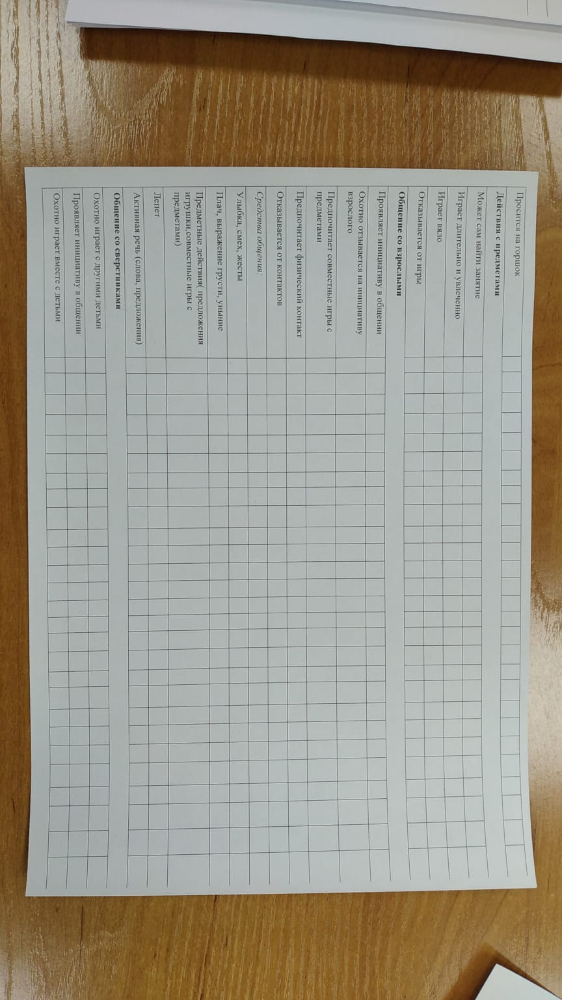 Просится на горшок
Действия с предметами
Может сам найти занятие
Играет длительно и увлеченно
Играет вяло
Отказывается от игры
Общение со взрослыми
Проявляет инициативу в общении
Охотно отзывается на инициативу
взрослого
Предпочитает совместные игры с
предметами
Предпочитает физический контакт
Отказывается от контактов
Средства общения:
Улыбка, смех, жесты
Плач, выражение грусти, уныние
Предметные действия( предложения
игрушки,совместные игры с
предметами)
Лепет
Активная речь (слова, предложения)
Общение со сверстниками
Охотно играет с другими детьми
Проявляет инициативу в общении
Охотно играет вместе с детьми